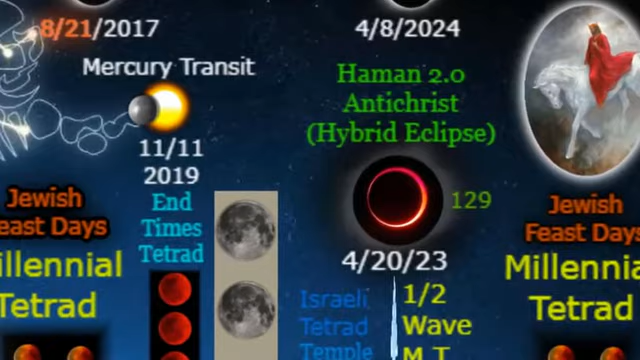 8/21/2017
4/8/2024
Mercury Transit
Haman 2.0
Antichrist
(Hybrid Eclipse)
11/11
2019
129
Jewish
Feast Days
Jewish
Feast Days
End
Times
Tetrad
4/20/23
Millennial
Tetrad
Millennia
Tetrad
Israeli
Tetrad
Temple
1/2
Wave
M.T.